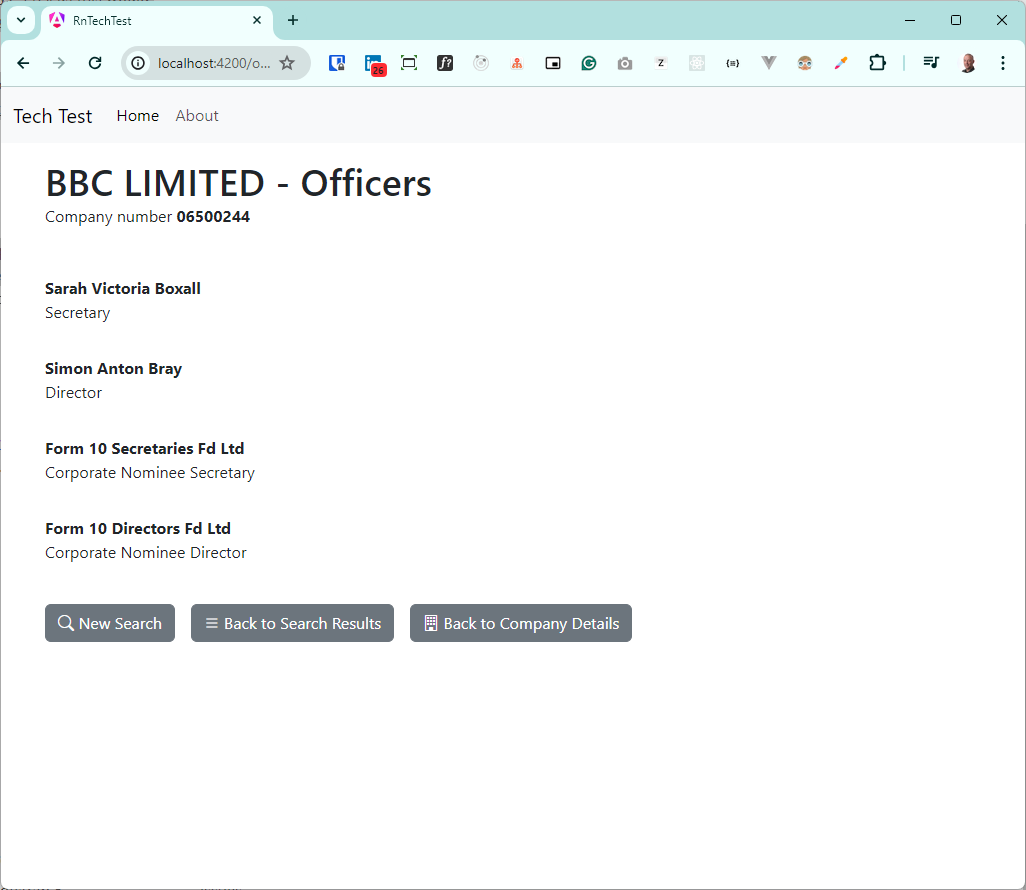 RnTechTest
localhost:4200/o...
26
f?
Z
{≡}
Tech Test Home About
BBC LIMITED - Officers
Company number 06500244
Sarah Victoria Boxall
Secretary
Simon Anton Bray
Director
Form 10 Secretaries Fd Ltd
Corporate Nominee Secretary
Form 10 Directors Fd Ltd
Corporate Nominee Director
New Search Back to Search Results Back to Company Details